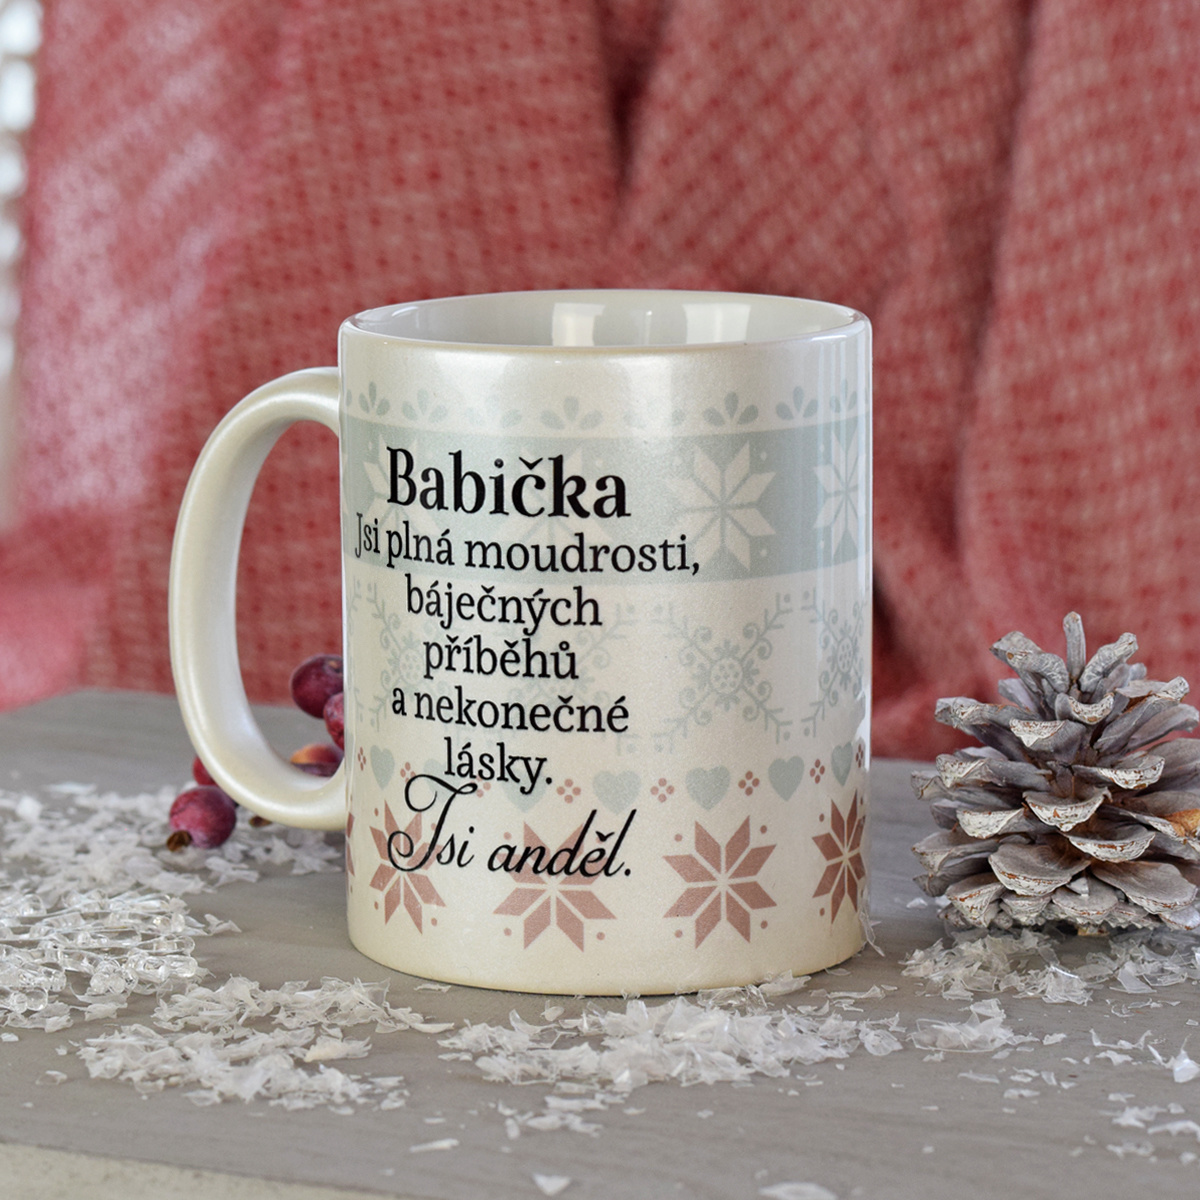 Babička
Jsi plná moudrosti,
báječných
příběhů
a nekonečné
lásky.
Jsi anděl.